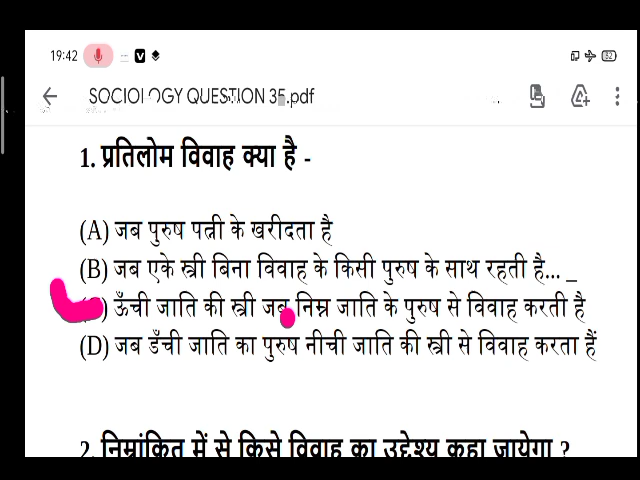 19:42
SOCIOLOGY QUESTION 35.pdf
1. प्रतिलोम विवाह क्या है -
(A) जब पुरुष पत्नी के खरीदता है
(B) जब एके स्त्री बिना विवाह के किसी पुरुष के साथ रहती है... _
ऊँची जाति की स्त्री जब निम्न जाति के पुरुष से विवाह करती है
(D) जब डँची जाति का पुरुष नीची जाति की स्त्री से विवाह करता हैं
2. निम्नांकित में से किसे विवाह का उद्देश्य कहा जायेगा ?